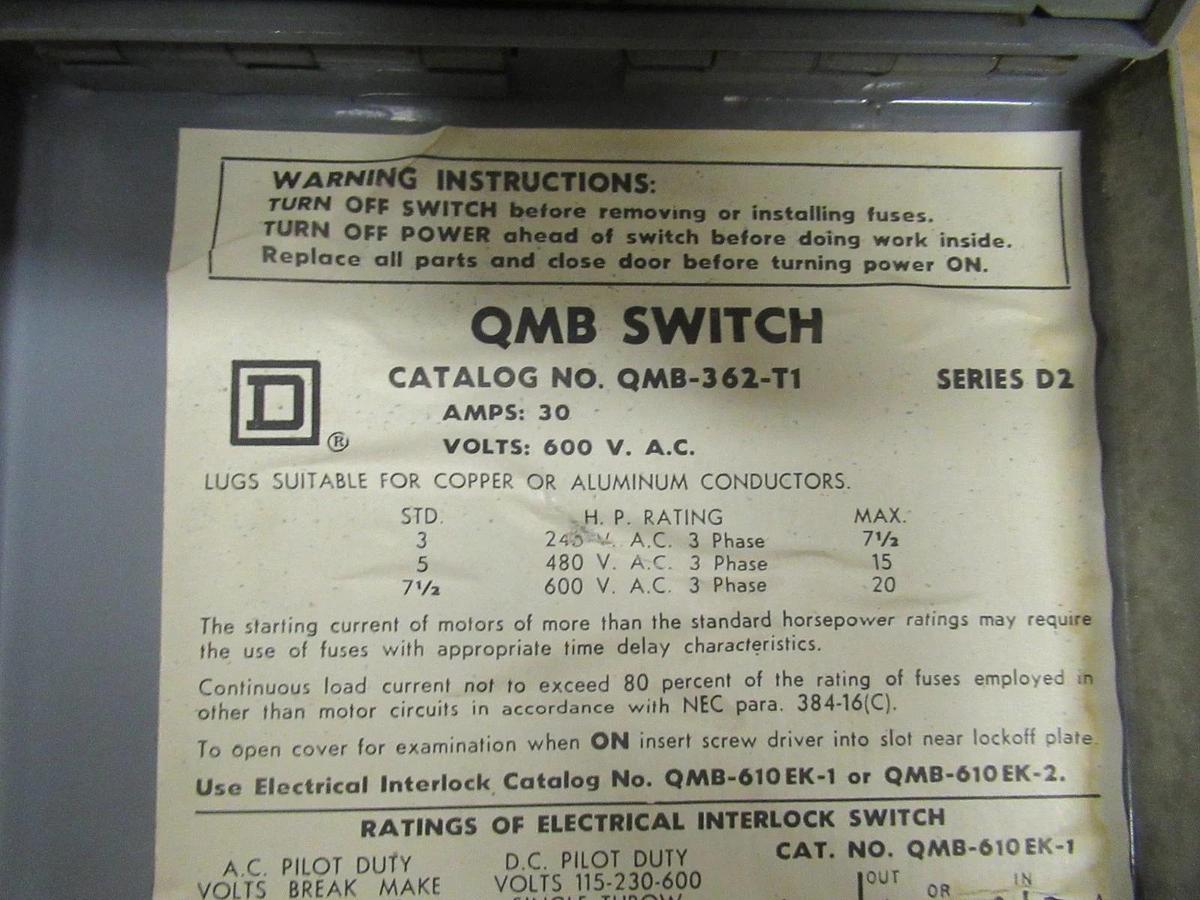 WARNING INSTRUCTIONS:
TURN OFF SWITCH before removing or installing fuses.
TURN OFF POWER ahead of switch before doing work inside.
Replace all parts and close door before turning power ON.
QMB SWITCH
D ®
CATALOG NO. QMB-362-T1 SERIES D2
AMPS: 30
VOLTS: 600 V. A.C.
LUGS SUITABLE FOR COPPER OR ALUMINUM CONDUCTORS.
STD. H. P. RATING MAX.
3 240 V. A.C. 3 Phase 7½
5 480 V. A.C. 3 Phase 15
7½ 600 V. A.C. 3 Phase 20
The starting current of motors of more than the standard horsepower ratings may require
the use of fuses with appropriate time delay characteristics.
Continuous load current not to exceed 80 percent of the rating of fuses employed in
other than motor circuits in accordance with NEC para. 384-16(C).
To open cover for examination when ON insert screw driver into slot near lockoff plate.
Use Electrical Interlock Catalog No. QMB-610EK-1 or QMB-610EK-2.
RATINGS OF ELECTRICAL INTERLOCK SWITCH
A.C. PILOT DUTY D.C. PILOT DUTY CAT. NO. QMB-610EK-1
VOLTS BREAK MAKE VOLTS 115-230-600 OUT OR IN
SINGLE THROW